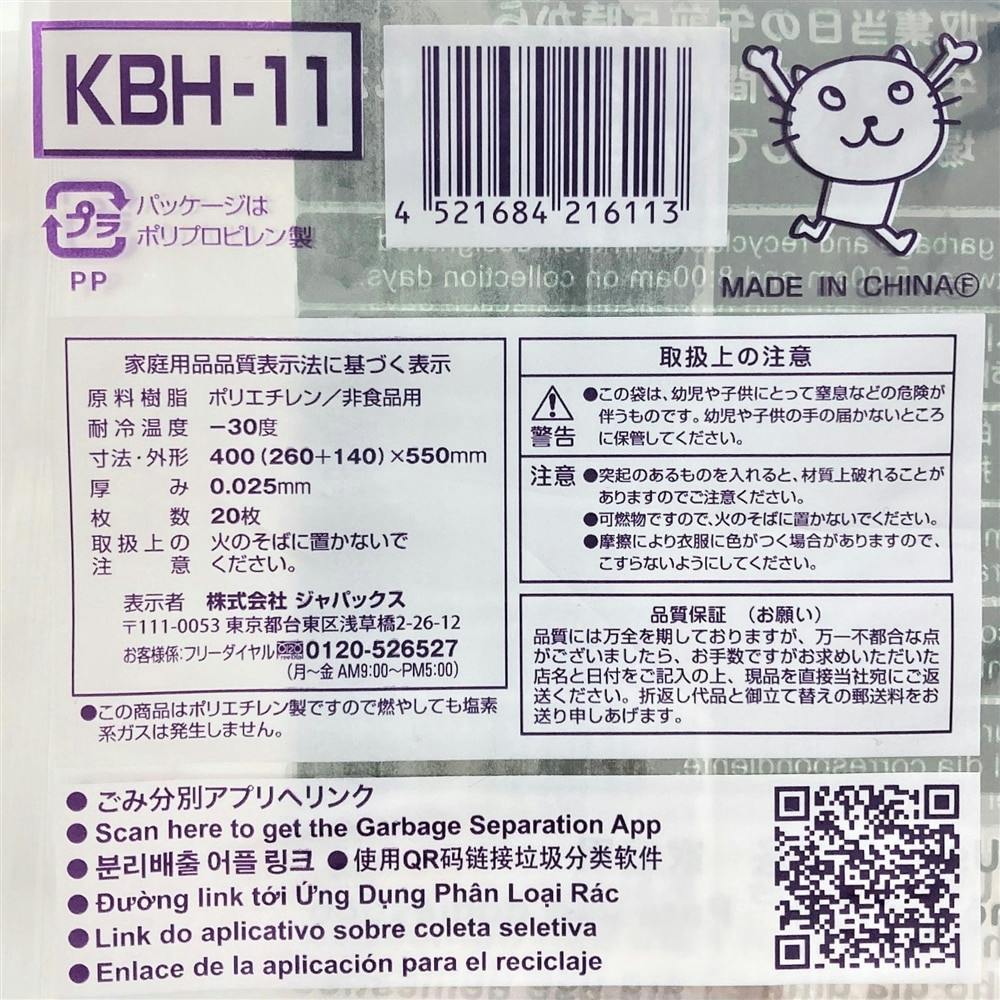 KBH-11
4 521684 216113
プラ
パッケージは
ポリプロピレン製
PP
MADE IN CHINAⒻ
家庭用品品質表示法に基づく表示
原料樹脂 ポリエチレン／非食品用
耐冷温度 －30度
寸法・外形 400（260＋140）×550mm
厚み 0.025mm
枚数 20枚
取扱上の 火のそばに置かないで
注意 ください。
表示者 株式会社 ジャパックス
〒111-0053 東京都台東区浅草橋2-26-12
お客様係：フリーダイヤル 0120-526527
（月～金 AM9:00～PM5:00）
●この商品はポリエチレン製ですので燃やしても塩素
系ガスは発生しません。
取扱上の注意
警告
●この袋は、幼児や子供にとって窒息などの危険が
伴うものです。幼児や子供の手の届かないところ
に保管してください。
注意 ●突起のあるものを入れると、材質上破れることが
ありますのでご注意ください。
●可燃物ですので、火のそばに置かないでください。
●摩擦により衣服に色がつく場合がありますので、
こすらないようにしてください。
品質保証 （お願い）
品質には万全を期しておりますが、万一不都合な点
がございましたら、お手数ですがお求めいただいた
店名と日付をご記入の上、現品を直接当社宛にご返
送ください。折返し代品と御立て替えの郵送料をお
送り申しあげます。
● ごみ分別アプリへリンク
● Scan here to get the Garbage Separation App
● 분리배출 어플 링크 ● 使用QR码链接垃圾分类软件
● Đường link tới Ứng Dụng Phân Loại Rác
● Link do aplicativo sobre coleta seletiva
● Enlace de la aplicación para el reciclaje